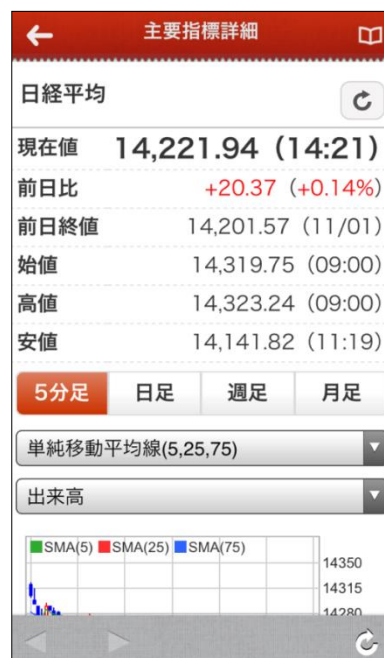 主要指標詳細
日経平均
現在値 14,221.94 (14:21)
前日比 +20.37 (+0.14%)
前日終値 14,201.57 (11/01)
始値 14,319.75 (09:00)
高値 14,323.24 (09:00)
安値 14,141.82 (11:19)
5分足 日足 週足 月足
単純移動平均線(5,25,75)
出来高
SMA(5) SMA(25) SMA(75)
14350
14315
14280